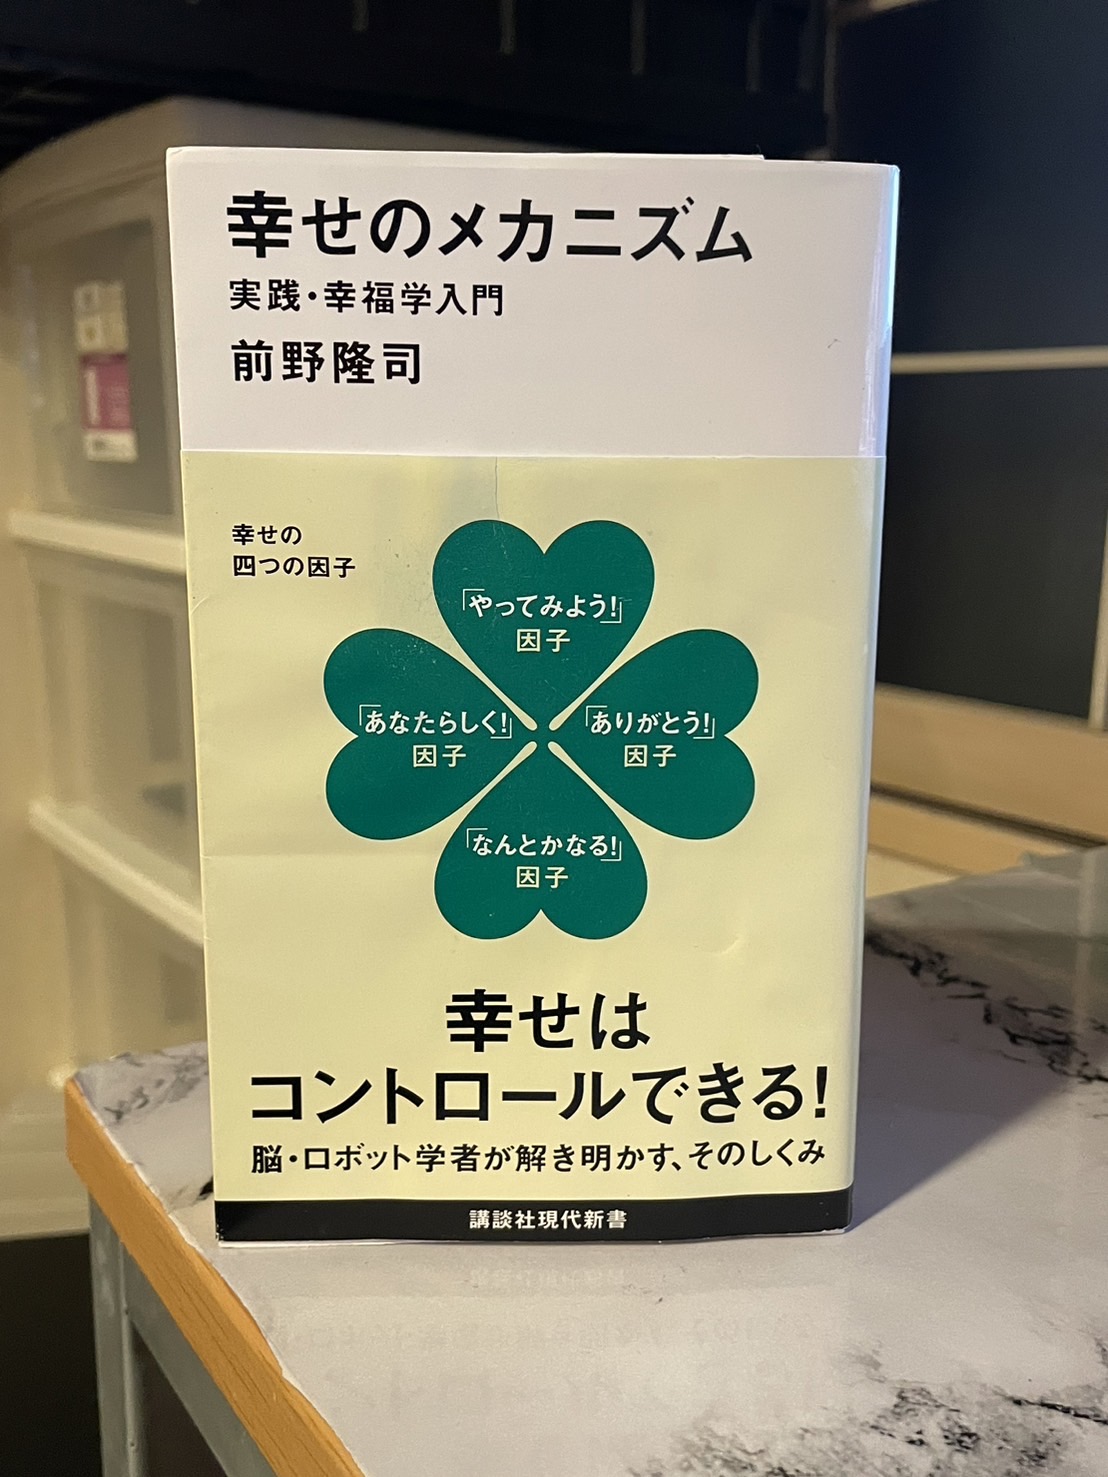 幸せのメカニズム
実践・幸福学入門
前野隆司
幸せの
四つの因子
「やってみよう！」
因子
「あなたらしく！」
因子
「ありがとう！」
因子
「なんとかなる！」
因子
幸せは
コントロールできる！
脳・ロボット学者が解き明かす、そのしくみ
講談社現代新書